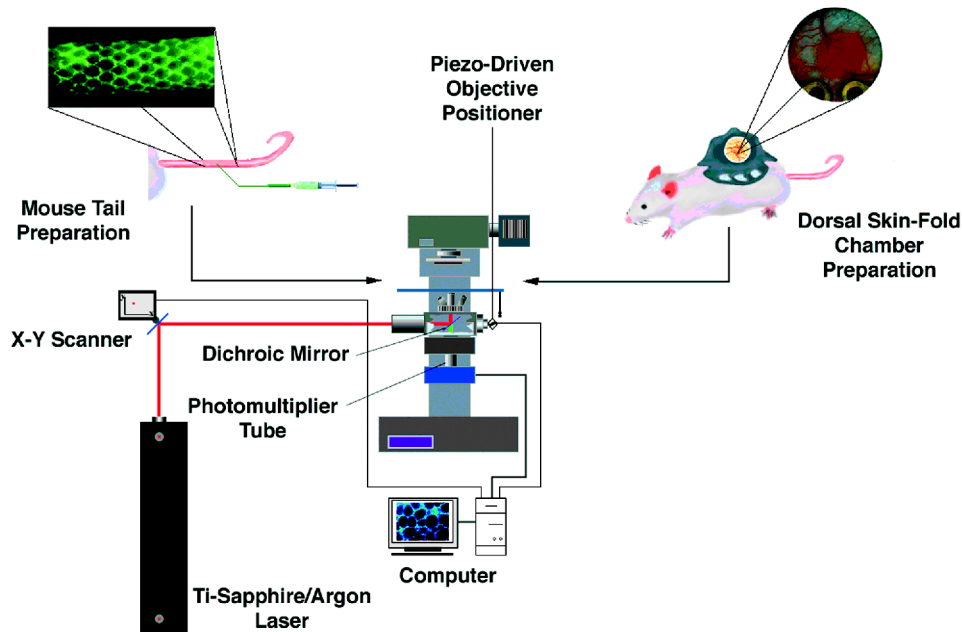 Piezo-Driven
Objective
Positioner
Mouse Tail
Preparation
Dorsal Skin-Fold
Chamber
Preparation
X-Y Scanner
Dichroic Mirror
Photomultiplier
Tube
Computer
Ti-Sapphire/Argon
Laser